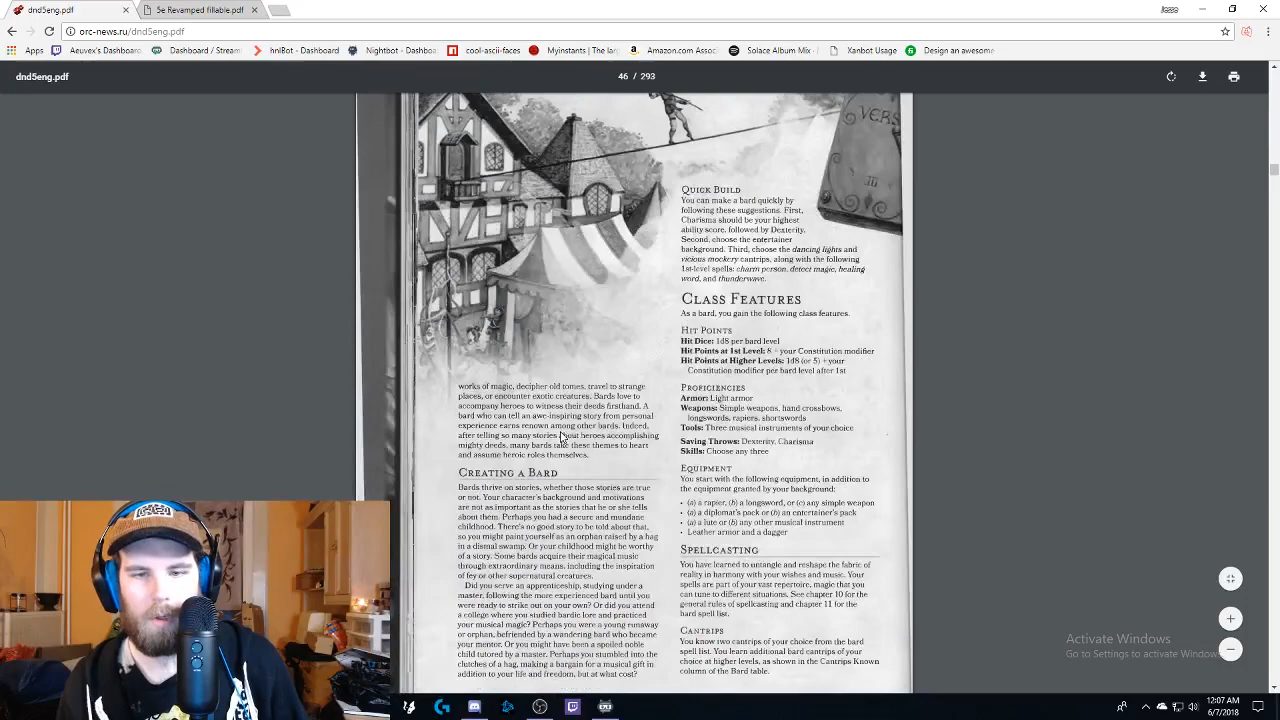 dnd5eng.pdf
5e Revamped fillable.pdf
orc-news.ru/dnd5eng.pdf
Apps
Aeuvex's Dashboard
Dashboard / Stream
hniBot - Dashboard
Nightbot - Dashboa
cool-ascii-faces
Myinstants | The larg
Amazon.com Assoc
Solace Album Mix -
Xanbot Usage
Design an awesome
dnd5eng.pdf
46 / 293
VERS
III
works of magic, decipher old tomes, travel to strange
places, or encounter exotic creatures. Bards love to
accompany heroes to witness their deeds firsthand. A
bard who can tell an awe-inspiring story from personal
experience earns renown among other bards. Indeed,
after telling so many stories about heroes accomplishing
mighty deeds, many bards take these themes to heart
and assume heroic roles themselves.
CREATING A BARD
Bards thrive on stories, whether those stories are true
or not. Your character's background and motivations
are not as important as the stories that he or she tells
about them. Perhaps you had a secure and mundane
childhood. There's no good story to be told about that,
so you might paint yourself as an orphan raised by a hag
in a dismal swamp. Or your childhood might be worthy
of a story. Some bards acquire their magical music
through extraordinary means, including the inspiration
of fey or other supernatural creatures.
Did you serve an apprenticeship, studying under a
master, following the more experienced bard until you
were ready to strike out on your own? Or did you attend
a college where you studied bardic lore and practiced
your musical magic? Perhaps you were a young runaway
or orphan, befriended by a wandering bard who became
your mentor. Or you might have been a spoiled noble
child tutored by a master. Perhaps you stumbled into the
clutches of a hag, making a bargain for a musical gift in
addition to your life and freedom, but at what cost?
QUICK BUILD
You can make a bard quickly by
following these suggestions. First,
Charisma should be your highest
ability score, followed by Dexterity.
Second, choose the entertainer
background. Third, choose the dancing lights and
vicious mockery cantrips, along with the following
1st-level spells: charm person, detect magic, healing
word, and thunderwave.
CLASS FEATURES
As a bard, you gain the following class features.
HIT POINTS
Hit Dice: 1d8 per bard level
Hit Points at 1st Level: 8 + your Constitution modifier
Hit Points at Higher Levels: 1d8 (or 5) + your
Constitution modifier per bard level after 1st
PROFICIENCIES
Armor: Light armor
Weapons: Simple weapons, hand crossbows,
longswords, rapiers, shortswords
Tools: Three musical instruments of your choice
Saving Throws: Dexterity, Charisma
Skills: Choose any three
EQUIPMENT
You start with the following equipment, in addition to
the equipment granted by your background:
• (a) a rapier, (b) a longsword, or (c) any simple weapon
• (a) a diplomat's pack or (b) an entertainer's pack
• (a) a lute or (b) any other musical instrument
• Leather armor and a dagger
SPELLCASTING
You have learned to untangle and reshape the fabric of
reality in harmony with your wishes and music. Your
spells are part of your vast repertoire, magic that you
can tune to different situations. See chapter 10 for the
general rules of spellcasting and chapter 11 for the
bard spell list.
CANTRIPS
You know two cantrips of your choice from the bard
spell list. You learn additional bard cantrips of your
choice at higher levels, as shown in the Cantrips Known
column of the Bard table.
Activate Windows
Go to Settings to activate Window
12:07 AM
6/7/2018